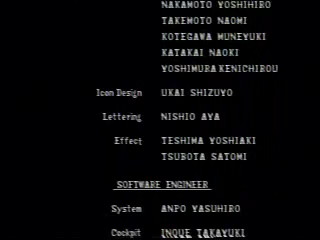 NAKAMOTO YOSHIHIRO
TAKEMOTO NAOMI
KOTEGAWA MUNEYUKI
KATAKAI NAOKI
YOSHIMURA KENICHIROU
Icon Design UKAI SHIZUYO
Lettering NISHIO AYA
Effect TESHIMA YOSHIAKI
TSUBOTA SATOMI
SOFTWARE ENGINEER
System ANPO YASUHIRO
Cockpit INOUE TAKAYUKI